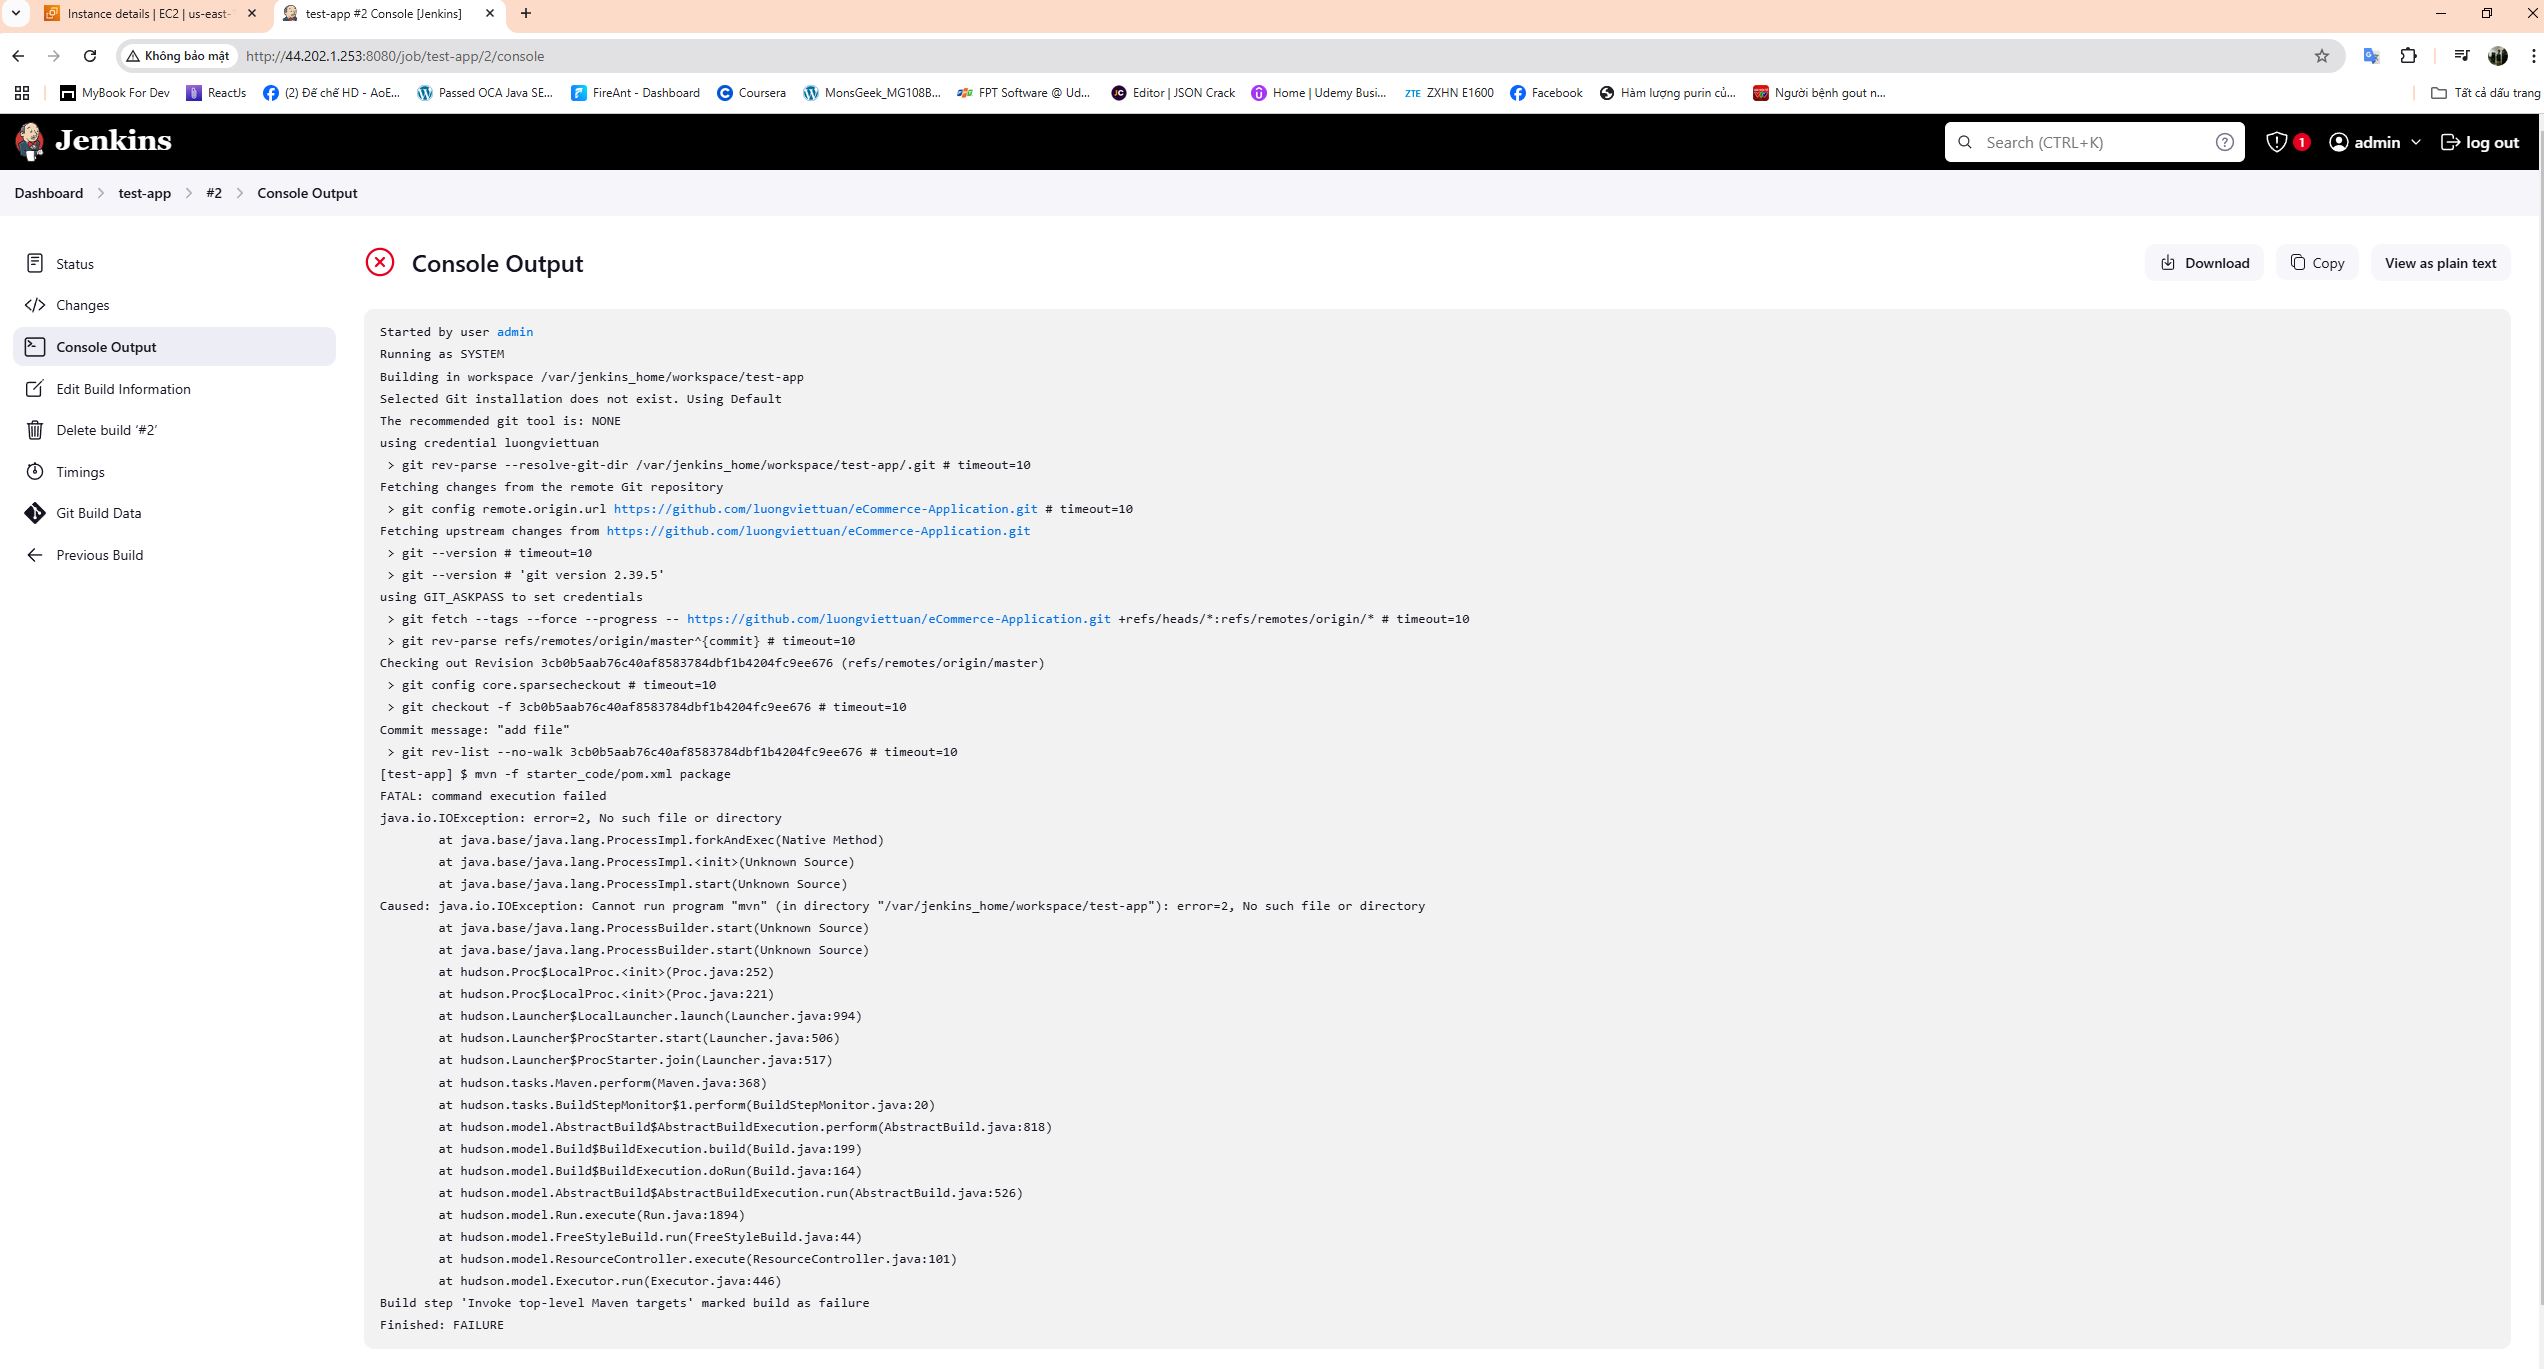 Instance details | EC2 | us-east-
test-app #2 Console [Jenkins]
Không bảo mật
http://44.202.1.253:8080/job/test-app/2/console
MyBook For Dev
ReactJs
(2) Đế chế HD - AoE...
Passed OCA Java SE...
FireAnt - Dashboard
Coursera
MonsGeek_MG108B...
FPT Software @ Ud...
Editor | JSON Crack
Home | Udemy Busi...
ZTE ZXHN E1600
Facebook
Hàm lượng purin củ...
Người bệnh gout n...
Tất cả dấu trang
Jenkins
Search (CTRL+K)
1
admin
log out
Dashboard
test-app
#2
Console Output
Status
Changes
Console Output
Edit Build Information
Delete build ‘#2’
Timings
Git Build Data
Previous Build
Console Output
Download
Copy
View as plain text
Started by user admin
Running as SYSTEM
Building in workspace /var/jenkins_home/workspace/test-app
Selected Git installation does not exist. Using Default
The recommended git tool is: NONE
using credential luongviettuan
> git rev-parse --resolve-git-dir /var/jenkins_home/workspace/test-app/.git # timeout=10
Fetching changes from the remote Git repository
> git config remote.origin.url https://github.com/luongviettuan/eCommerce-Application.git # timeout=10
Fetching upstream changes from https://github.com/luongviettuan/eCommerce-Application.git
> git --version # timeout=10
> git --version # 'git version 2.39.5'
using GIT_ASKPASS to set credentials
> git fetch --tags --force --progress -- https://github.com/luongviettuan/eCommerce-Application.git +refs/heads/*:refs/remotes/origin/* # timeout=10
> git rev-parse refs/remotes/origin/master^{commit} # timeout=10
Checking out Revision 3cb0b5aab76c40af8583784dbf1b4204fc9ee676 (refs/remotes/origin/master)
> git config core.sparsecheckout # timeout=10
> git checkout -f 3cb0b5aab76c40af8583784dbf1b4204fc9ee676 # timeout=10
Commit message: "add file"
> git rev-list --no-walk 3cb0b5aab76c40af8583784dbf1b4204fc9ee676 # timeout=10
[test-app] $ mvn -f starter_code/pom.xml package
FATAL: command execution failed
java.io.IOException: error=2, No such file or directory
at java.base/java.lang.ProcessImpl.forkAndExec(Native Method)
at java.base/java.lang.ProcessImpl.<init>(Unknown Source)
at java.base/java.lang.ProcessImpl.start(Unknown Source)
Caused: java.io.IOException: Cannot run program "mvn" (in directory "/var/jenkins_home/workspace/test-app"): error=2, No such file or directory
at java.base/java.lang.ProcessBuilder.start(Unknown Source)
at java.base/java.lang.ProcessBuilder.start(Unknown Source)
at hudson.Proc$LocalProc.<init>(Proc.java:252)
at hudson.Proc$LocalProc.<init>(Proc.java:221)
at hudson.Launcher$LocalLauncher.launch(Launcher.java:994)
at hudson.Launcher$ProcStarter.start(Launcher.java:506)
at hudson.Launcher$ProcStarter.join(Launcher.java:517)
at hudson.tasks.Maven.perform(Maven.java:368)
at hudson.tasks.BuildStepMonitor$1.perform(BuildStepMonitor.java:20)
at hudson.model.AbstractBuild$AbstractBuildExecution.perform(AbstractBuild.java:818)
at hudson.model.Build$BuildExecution.build(Build.java:199)
at hudson.model.Build$BuildExecution.doRun(Build.java:164)
at hudson.model.AbstractBuild$AbstractBuildExecution.run(AbstractBuild.java:526)
at hudson.model.Run.execute(Run.java:1894)
at hudson.model.FreeStyleBuild.run(FreeStyleBuild.java:44)
at hudson.model.ResourceController.execute(ResourceController.java:101)
at hudson.model.Executor.run(Executor.java:446)
Build step 'Invoke top-level Maven targets' marked build as failure
Finished: FAILURE